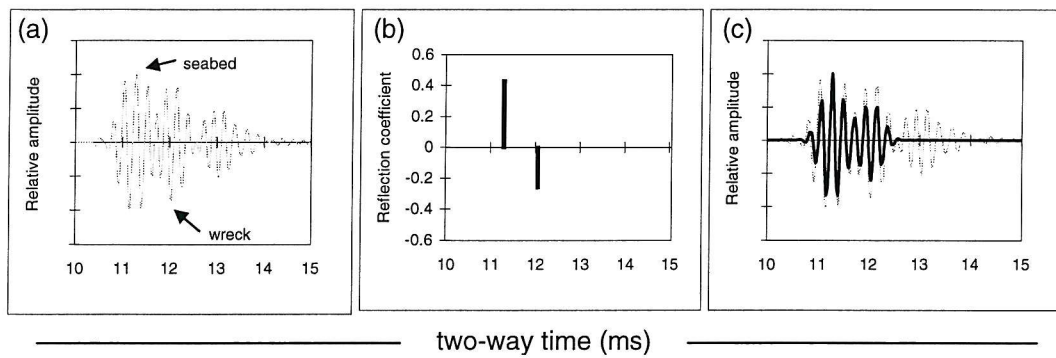 (a)
Relative amplitude
seabed
wreck
10 11 12 13 14 15
(b)
Reflection coefficient
0.6
0.4
0.2
0
-0.2
-0.4
-0.6
10 11 12 13 14 15
(c)
Relative amplitude
10 11 12 13 14 15
two-way time (ms)